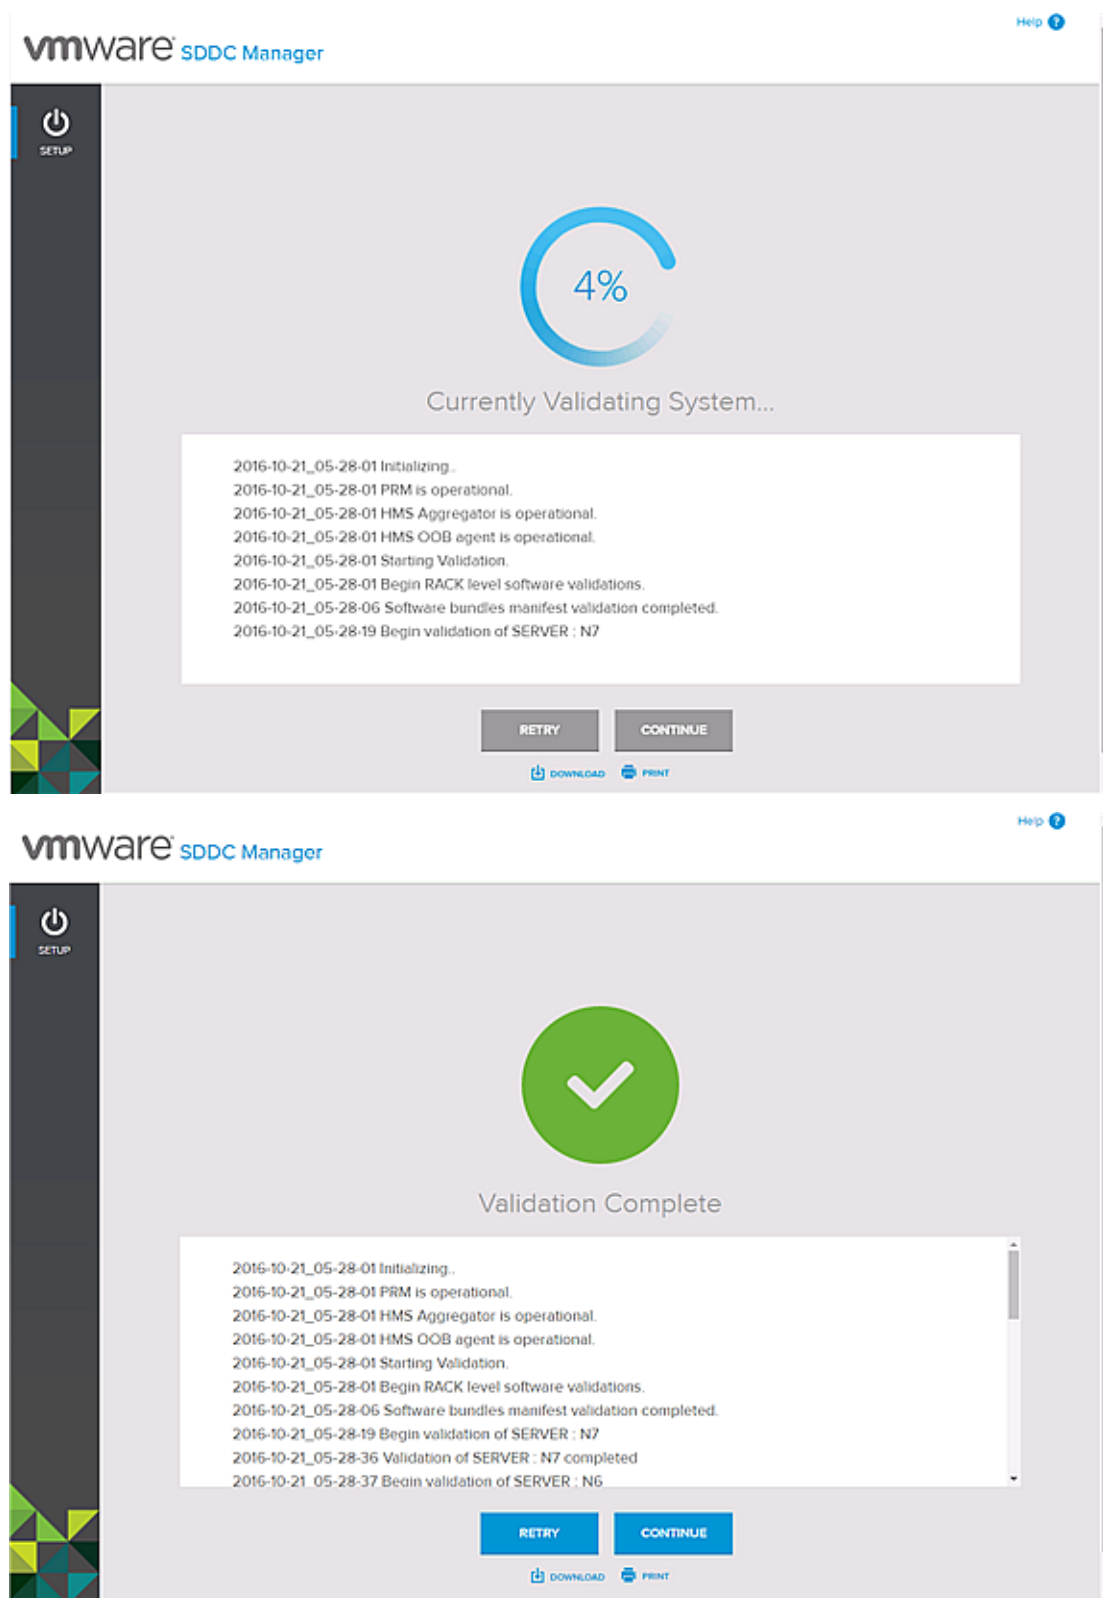 Help ?
vmware SDDC Manager
SETUP
4%
Currently Validating System...
2016-10-21_05-28-01 Initializing..
2016-10-21_05-28-01 PRM is operational.
2016-10-21_05-28-01 HMS Aggregator is operational.
2016-10-21_05-28-01 HMS OOB agent is operational.
2016-10-21_05-28-01 Starting Validation.
2016-10-21_05-28-01 Begin RACK level software validations.
2016-10-21_05-28-06 Software bundles manifest validation completed.
2016-10-21_05-28-19 Begin validation of SERVER : N7
RETRY CONTINUE
DOWNLOAD PRINT
Help ?
vmware SDDC Manager
SETUP
Validation Complete
2016-10-21_05-28-01 Initializing..
2016-10-21_05-28-01 PRM is operational.
2016-10-21_05-28-01 HMS Aggregator is operational.
2016-10-21_05-28-01 HMS OOB agent is operational.
2016-10-21_05-28-01 Starting Validation.
2016-10-21_05-28-01 Begin RACK level software validations.
2016-10-21_05-28-06 Software bundles manifest validation completed.
2016-10-21_05-28-19 Begin validation of SERVER : N7
2016-10-21_05-28-36 Validation of SERVER : N7 completed
2016-10-21_05-28-37 Begin validation of SERVER : N6
RETRY CONTINUE
DOWNLOAD PRINT